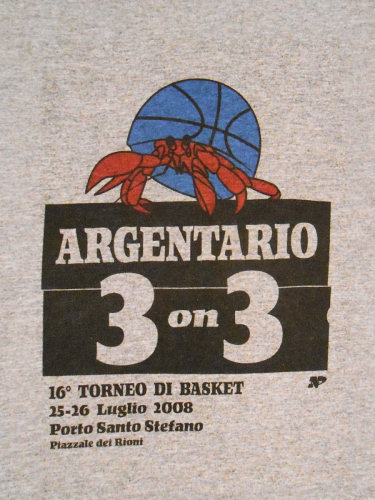 ARGENTARIO
3 on 3
16° TORNEO DI BASKET
25-26 Luglio 2008
Porto Santo Stefano
Piazzale dei Rioni